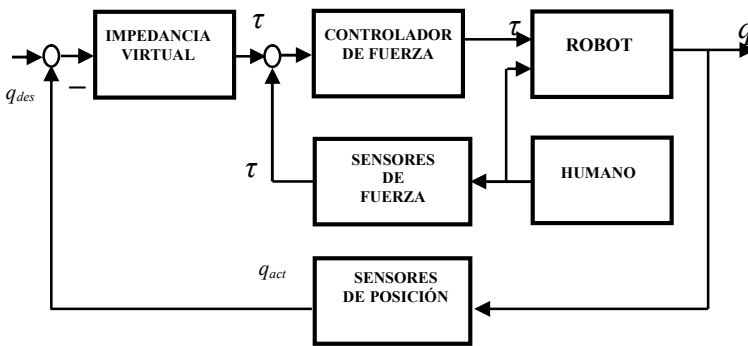 IMPEDANCIA
VIRTUAL
τ
CONTROLADOR
DE FUERZA
τ
ROBOT
q
q_des
−
τ
SENSORES
DE
FUERZA
HUMANO
q_act
SENSORES
DE POSICIÓN